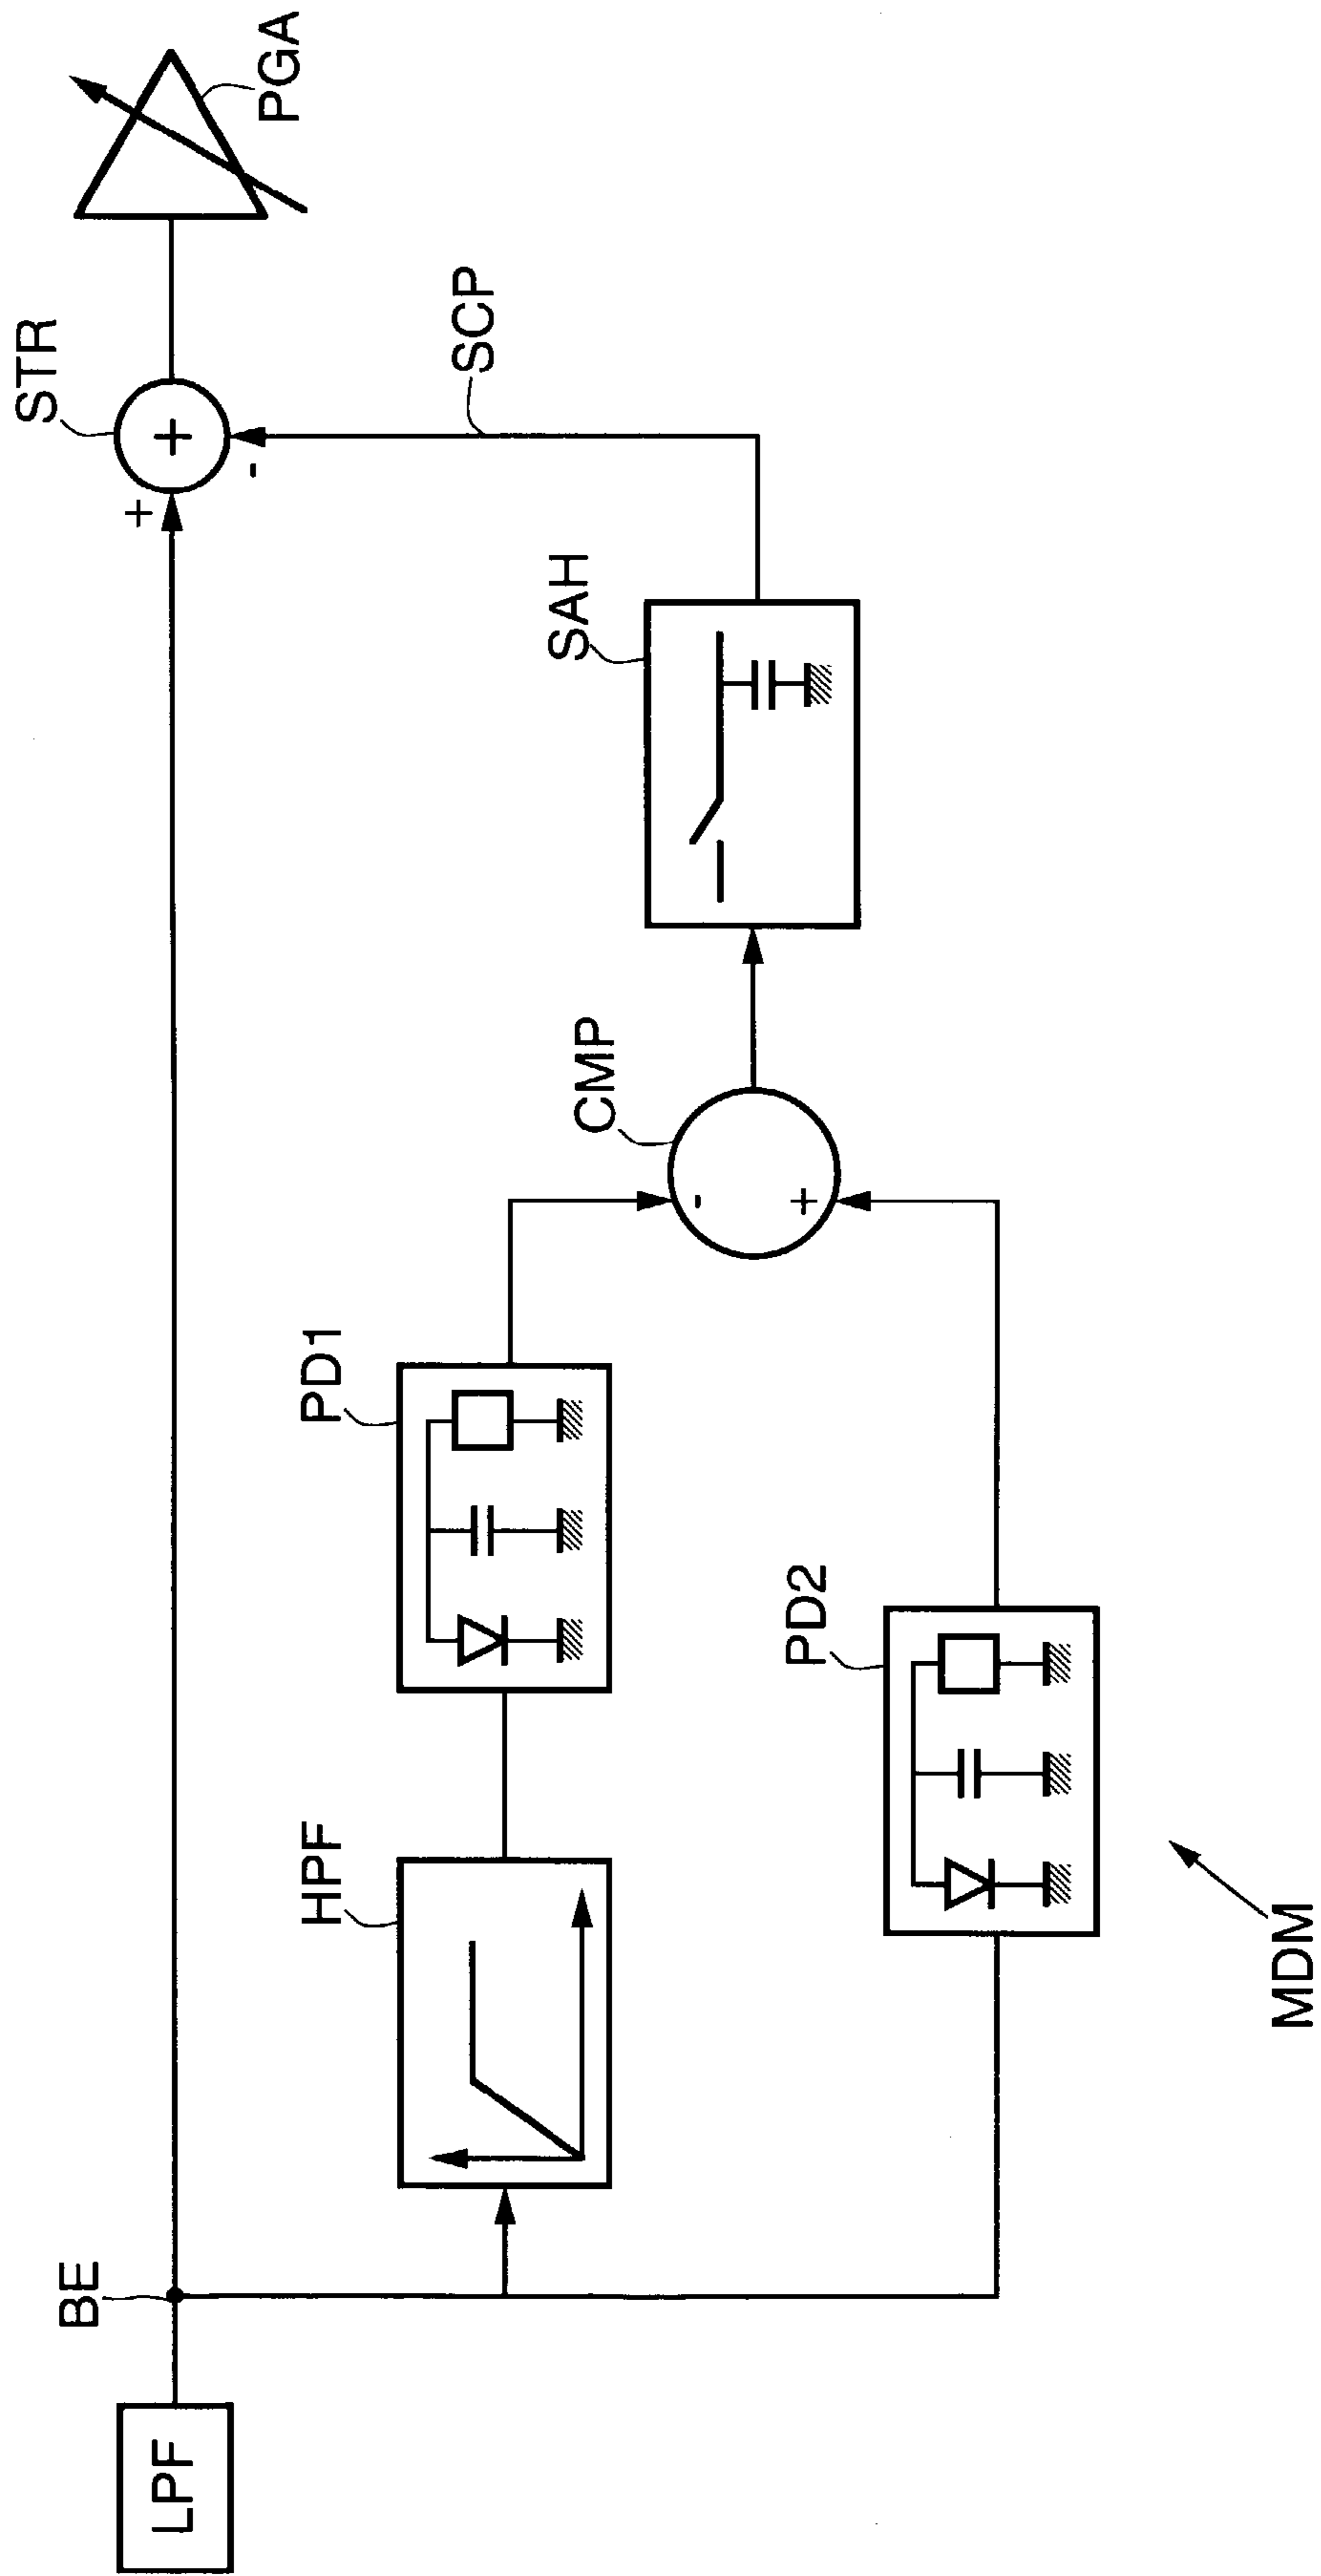 LPF
BE
+
-
+
STR
PGA
SCP
HPF
PD1
PD2
-
+
CMP
SAH
MDM